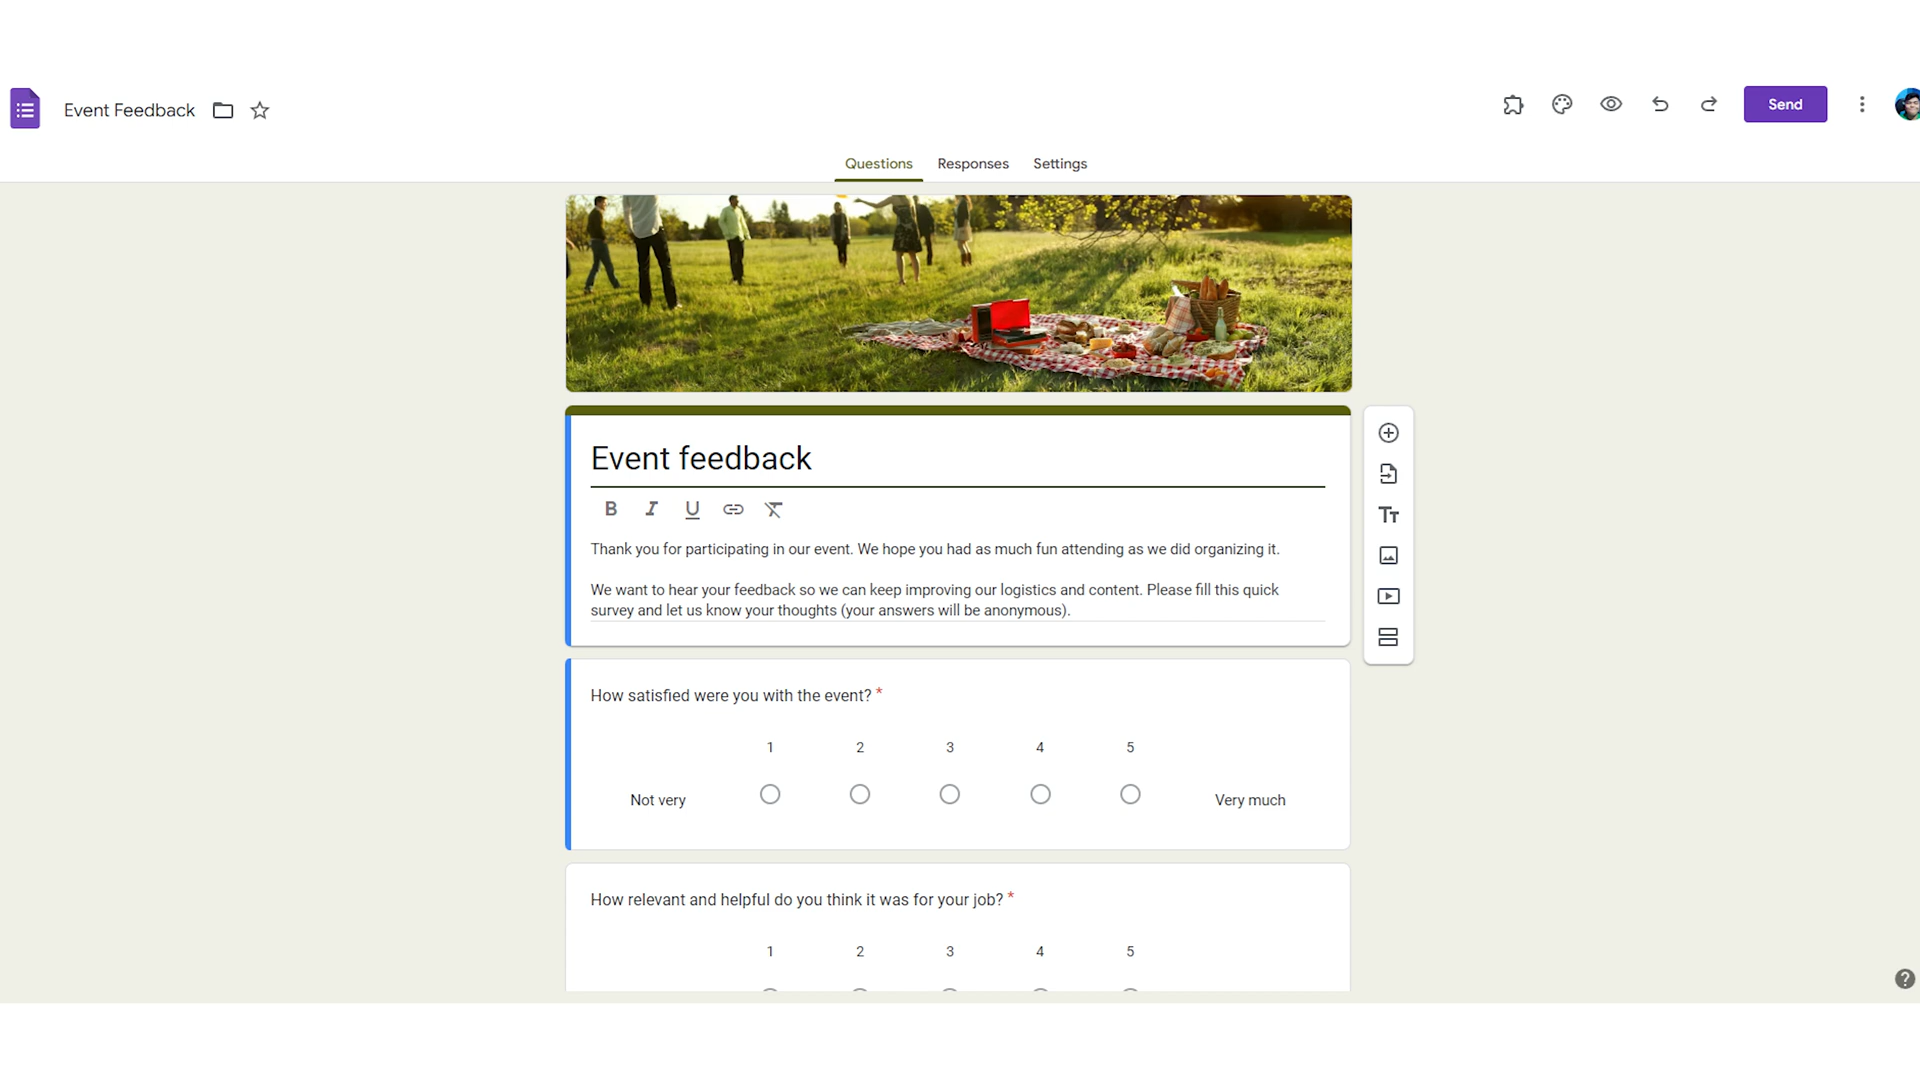 Event Feedback
Send
Questions Responses Settings
Event feedback
B I U
Thank you for participating in our event. We hope you had as much fun attending as we did organizing it.
We want to hear your feedback so we can keep improving our logistics and content. Please fill this quick
survey and let us know your thoughts (your answers will be anonymous).
How satisfied were you with the event? *
1 2 3 4 5
Not very Very much
How relevant and helpful do you think it was for your job? *
1 2 3 4 5